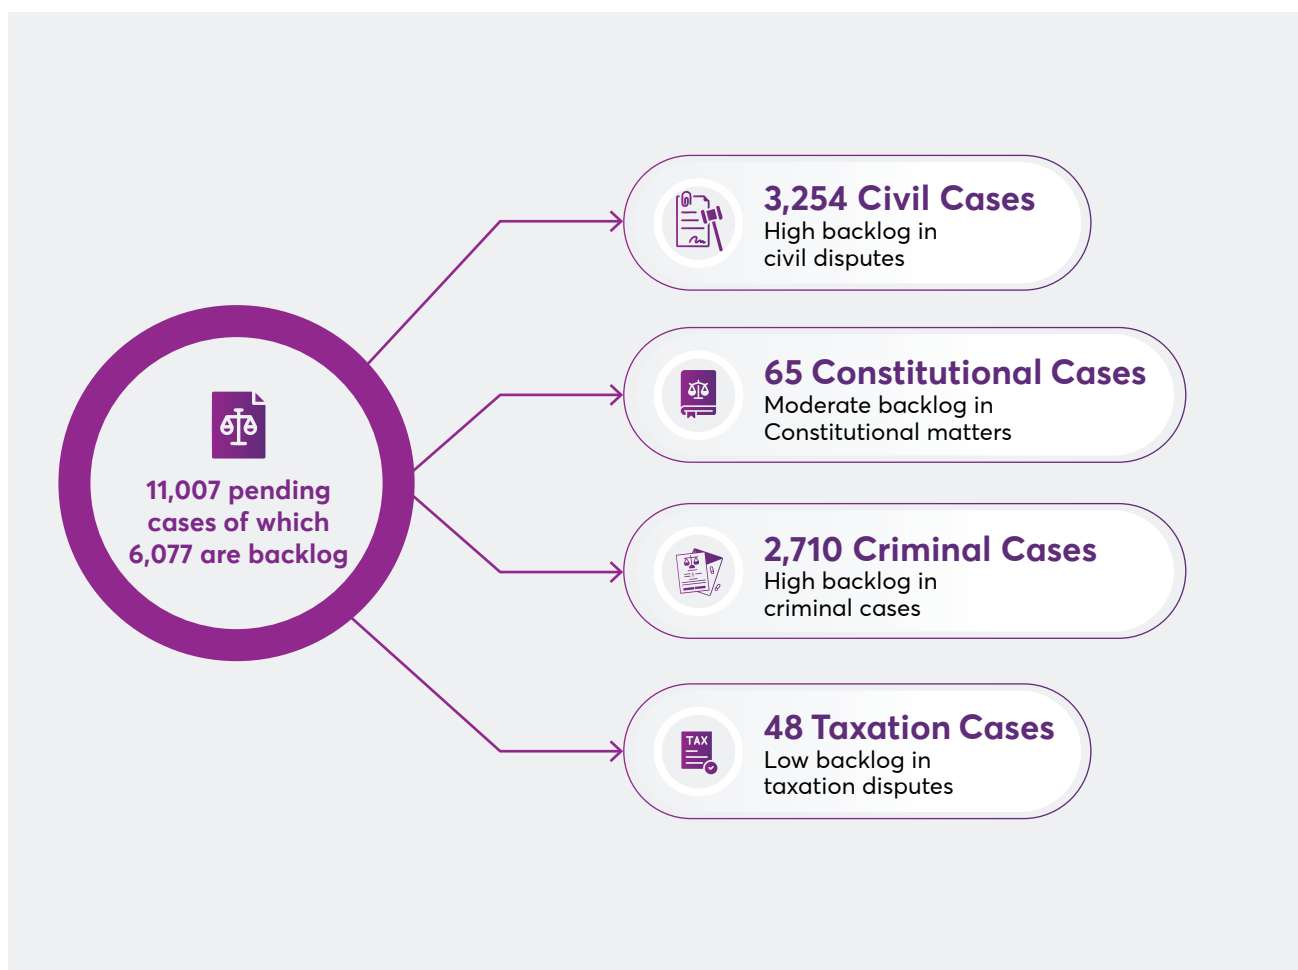 11,007 pending
cases of which
6,077 are backlog
3,254 Civil Cases
High backlog in
civil disputes
65 Constitutional Cases
Moderate backlog in
Constitutional matters
2,710 Criminal Cases
High backlog in
criminal cases
TAX
48 Taxation Cases
Low backlog in
taxation disputes